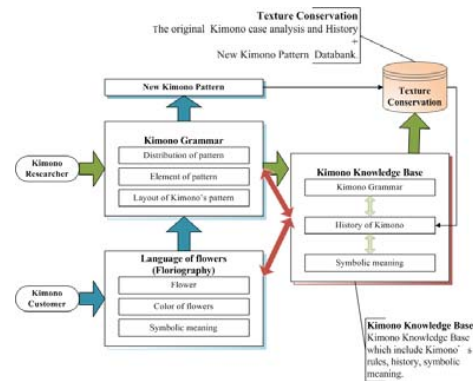 Texture Conservation
The original Kimono case analysis and History
+
New Kimono Pattern Databank.
New Kimono Pattern
Texture
Conservation
Kimono Grammar
Distribution of pattern
Element of pattern
Layout of Kimono's pattern
Kimono
Researcher
Kimono Knowledge Base
Kimono Grammar
History of Kimono
Symbolic meaning
Language of flowers
(Floriography)
Flower
Color of flowers
Symbolic meaning
Kimono
Customer
Kimono Knowledge Base
Kimono Knowledge Base
which include Kimono' s
rules, history, symbolic
meaning.